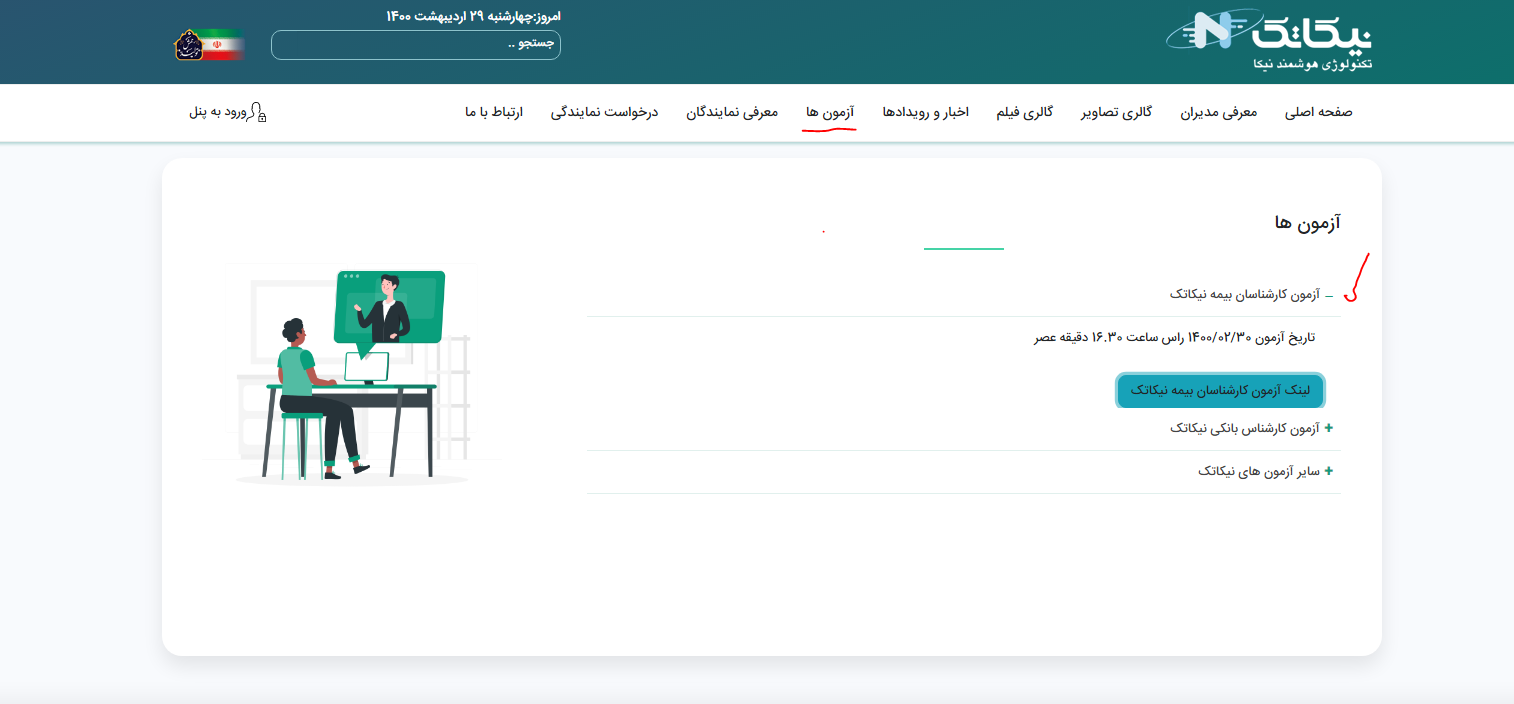 نیکاتک
تکنولوژی هوشمند نیکا
امروز:چهارشنبه ۲۹ اردیبهشت ۱۴۰۰
جستجو ..
صفحه اصلی
معرفی مدیران
گالری تصاویر
گالری فیلم
اخبار و رویدادها
آزمون ها
معرفی نمایندگان
درخواست نمایندگی
ارتباط با ما
ورود به پنل
آزمون ها
آزمون کارشناسان بیمه نیکاتک
تاریخ آزمون ۱۴۰۰/۰۲/۳۰ راس ساعت ۱۶.۳۰ دقیقه عصر
لینک آزمون کارشناسان بیمه نیکاتک
آزمون کارشناس بانکی نیکاتک
سایر آزمون های نیکاتک